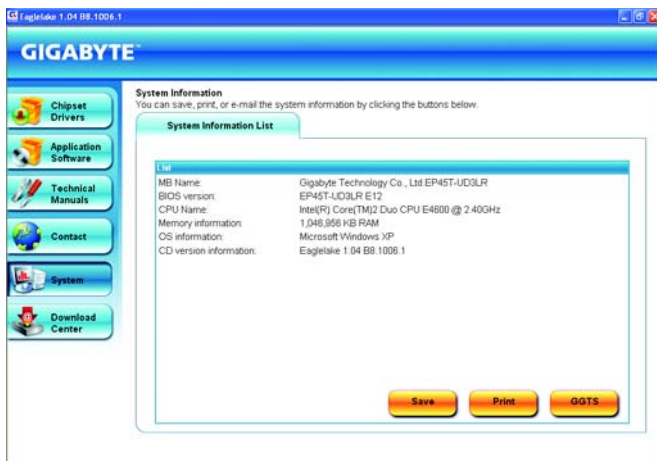 Eaglelake 1.04 B8.1006.1
GIGABYTE™
System Information
You can save, print, or e-mail the system information by clicking the buttons below.
System Information List
List
MB Name: Gigabyte Technology Co., Ltd.EP45T-UD3LR
BIOS version: EP45T-UD3LR E12
CPU Name: Intel(R) Core(TM)2 Duo CPU E4600 @ 2.40GHz
Memory information: 1,046,956 KB RAM
OS information: Microsoft Windows XP
CD version information: Eaglelake 1.04 B8.1006.1
Chipset
Drivers
Application
Software
Technical
Manuals
Contact
System
Download
Center
Save
Print
GGTS